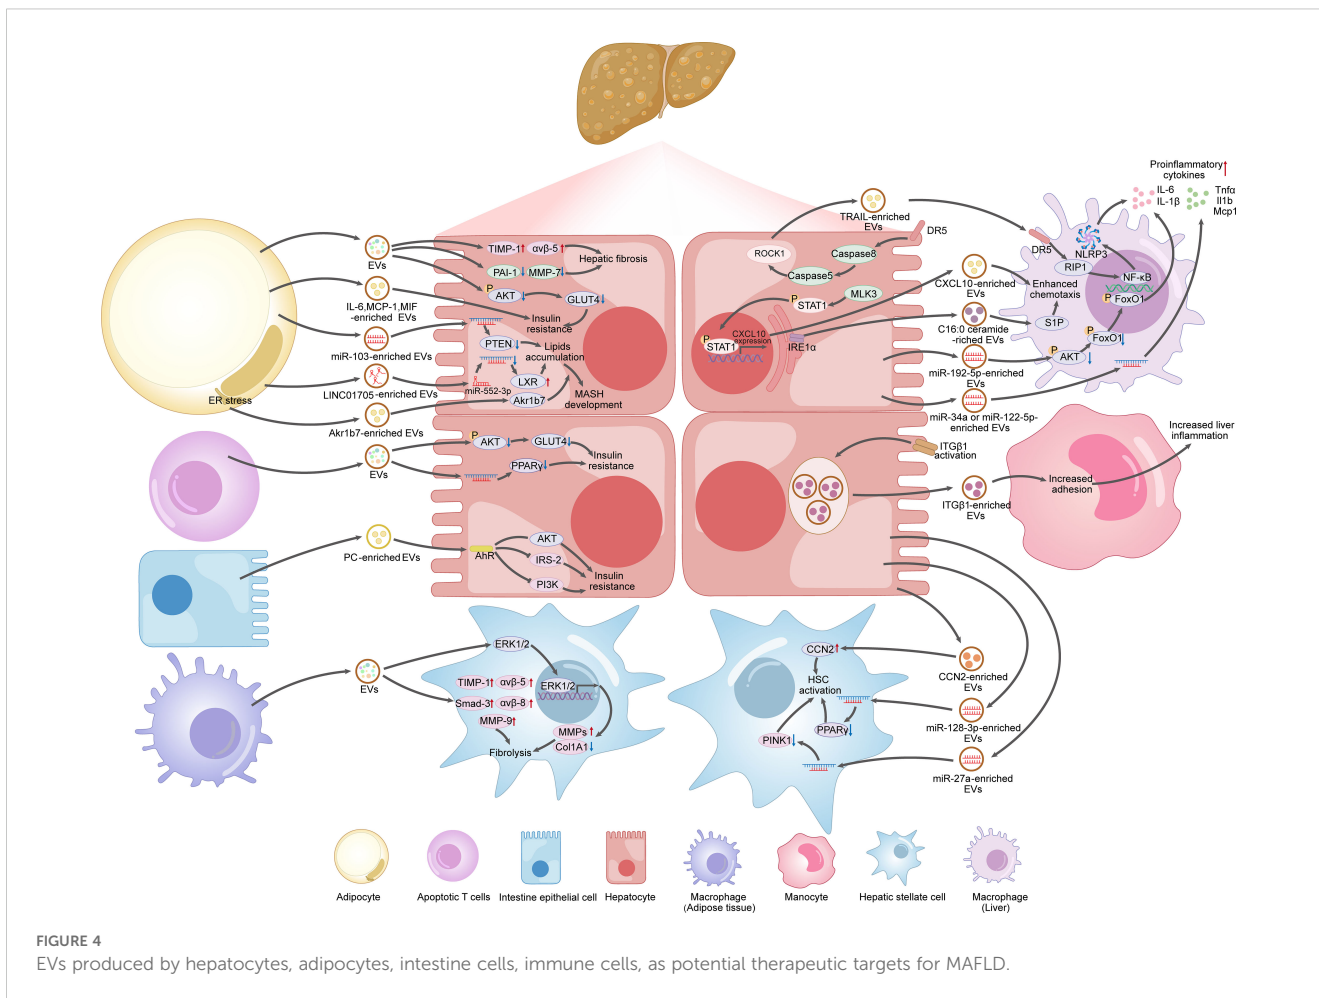 Proinflammatory
cytokines
IL-6
IL-1β
Tnfα
Il1b
Mcp1
TRAIL-enriched
EVs
DR5
DR5
ROCK1
Caspase8
Caspase5
MLK3
P
STAT1
P
STAT1
CXCL10
expression
IRE1α
CXCL10-enriched
EVs
C16:0 ceramide
-riched EVs
miR-192-5p-enriched
EVs
miR-34a or miR-122-5p-
enriched EVs
NLRP3
RIP1
NF-κB
Enhanced
chemotaxis
P
FoxO1
S1P
P
FoxO1
P
AKT
EVs
TIMP-1
αvβ-5
Hepatic fibrosis
PAI-1
MMP-7
P
AKT
GLUT4
IL-6,MCP-1,MIF
-enriched EVs
Insulin
resistance
miR-103-enriched EVs
PTEN
Lipids
accumulation
LINC01705-enriched EVs
miR-552-3p
LXR
Akr1b7
MASH
development
ER stress
Akr1b7-enriched EVs
EVs
P
AKT
GLUT4
PPARγ
Insulin
resistance
PC-enriched EVs
AhR
AKT
IRS-2
PI3K
Insulin
resistance
ITGβ1
activation
ITGβ1-enriched
EVs
Increased
adhesion
Increased liver
inflammation
EVs
ERK1/2
ERK1/2
TIMP-1
αvβ-5
Smad-3
αvβ-8
MMP-9
MMPs
Col1A1
Fibrolysis
CCN2
HSC
activation
PPARγ
PINK1
CCN2-enriched
EVs
miR-128-3p-enriched
EVs
miR-27a-enriched
EVs
Adipocyte
Apoptotic T cells
Intestine epithelial cell
Hepatocyte
Macrophage
(Adipose tissue)
Manocyte
Hepatic stellate cell
Macrophage
(Liver)
FIGURE 4
EVs produced by hepatocytes, adipocytes, intestine cells, immune cells, as potential therapeutic targets for MAFLD.